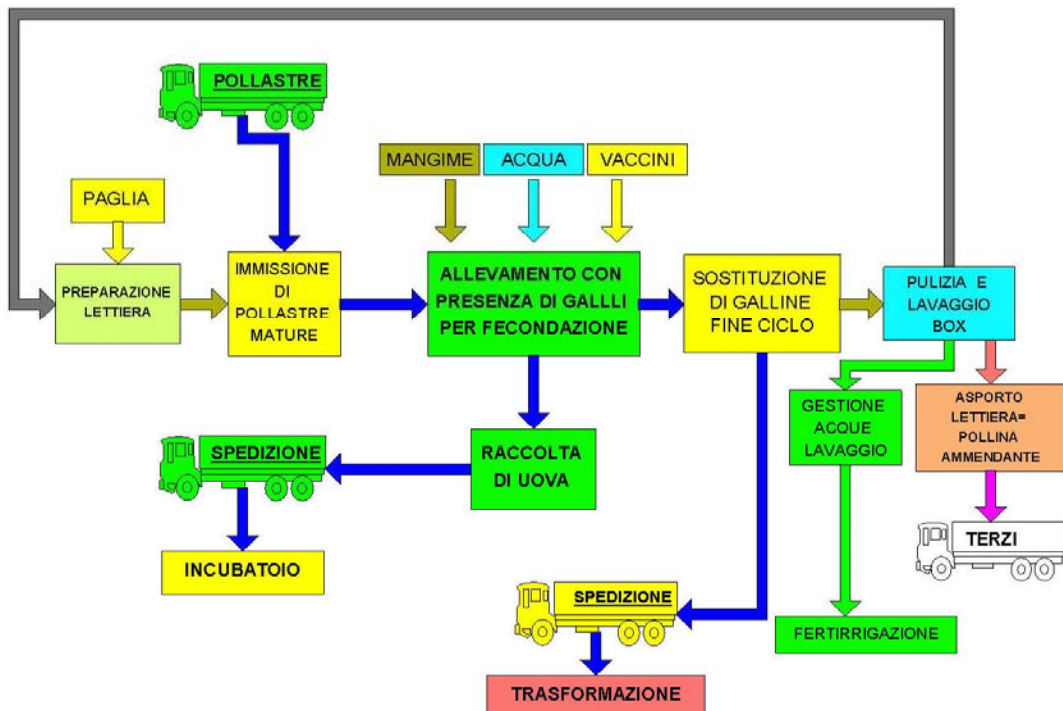 POLLASTRE
MANGIME
ACQUA
VACCINI
PAGLIA
PREPARAZIONE
LETTIERA
IMMISSIONE
DI
POLLASTRE
MATURE
ALLEVAMENTO CON
PRESENZA DI GALLLI
PER FECONDAZIONE
SOSTITUZIONE
DI GALLINE
FINE CICLO
PULIZIA E
LAVAGGIO
BOX
GESTIONE
ACQUE
LAVAGGIO
ASPORTO
LETTIERA=
POLLINA
AMMENDANTE
SPEDIZIONE
RACCOLTA
DI UOVA
TERZI
INCUBATOIO
SPEDIZIONE
FERTIRRIGAZIONE
TRASFORMAZIONE